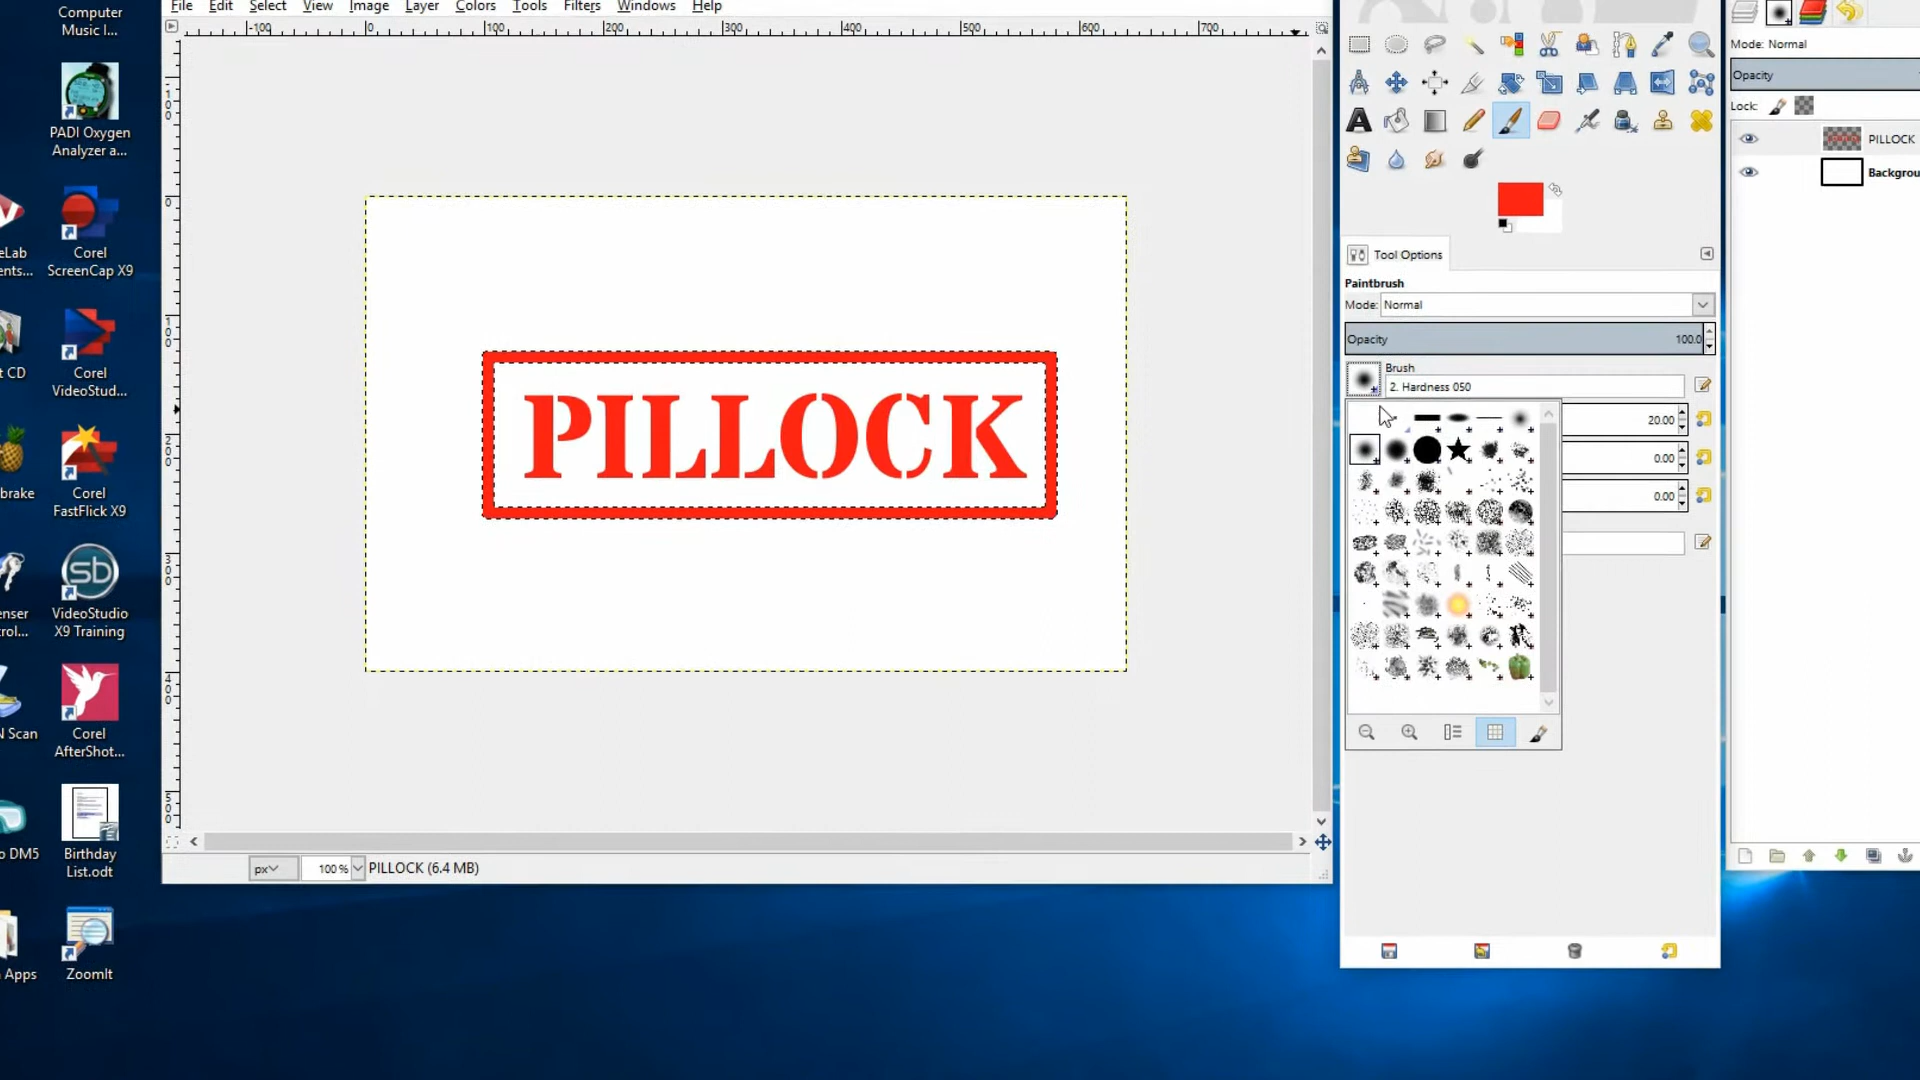 File Edit Select View Image Layer Colors Tools Filters Windows Help
Computer
Music I...
PADI Oxygen
Analyzer a...
Corel
ScreenCap X9
CD
Corel
VideoStud...
Corel
FastFlick X9
VideoStudio
X9 Training
Scan
Corel
AfterShot...
DM5
Birthday
List.odt
Apps
ZoomIt
-100 0 100 200 300 400 500 600 700
PILLOCK
px 100 % PILLOCK (6.4 MB)
Tool Options
Paintbrush
Mode: Normal
Opacity 100.0
Brush
2. Hardness 050
20.00
0.00
0.00
Mode: Normal
Opacity
Lock:
PILLOCK
Backgrou